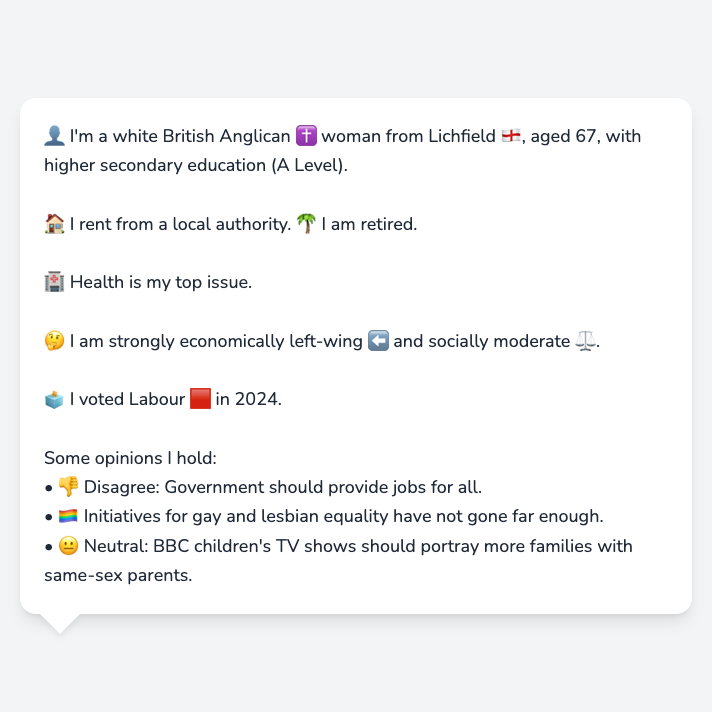 👤 I'm a white British Anglican ✝️ woman from Lichfield 🏴󠁧󠁢󠁥󠁮󠁧󠁿, aged 67, with
higher secondary education (A Level).
🏠 I rent from a local authority. 🌴 I am retired.
🏥 Health is my top issue.
🤔 I am strongly economically left-wing ⬅️ and socially moderate ⚖️.
🗳️ I voted Labour 🟥 in 2024.
Some opinions I hold:
• 👎 Disagree: Government should provide jobs for all.
• 🏳️‍🌈 Initiatives for gay and lesbian equality have not gone far enough.
• 😐 Neutral: BBC children's TV shows should portray more families with
same-sex parents.